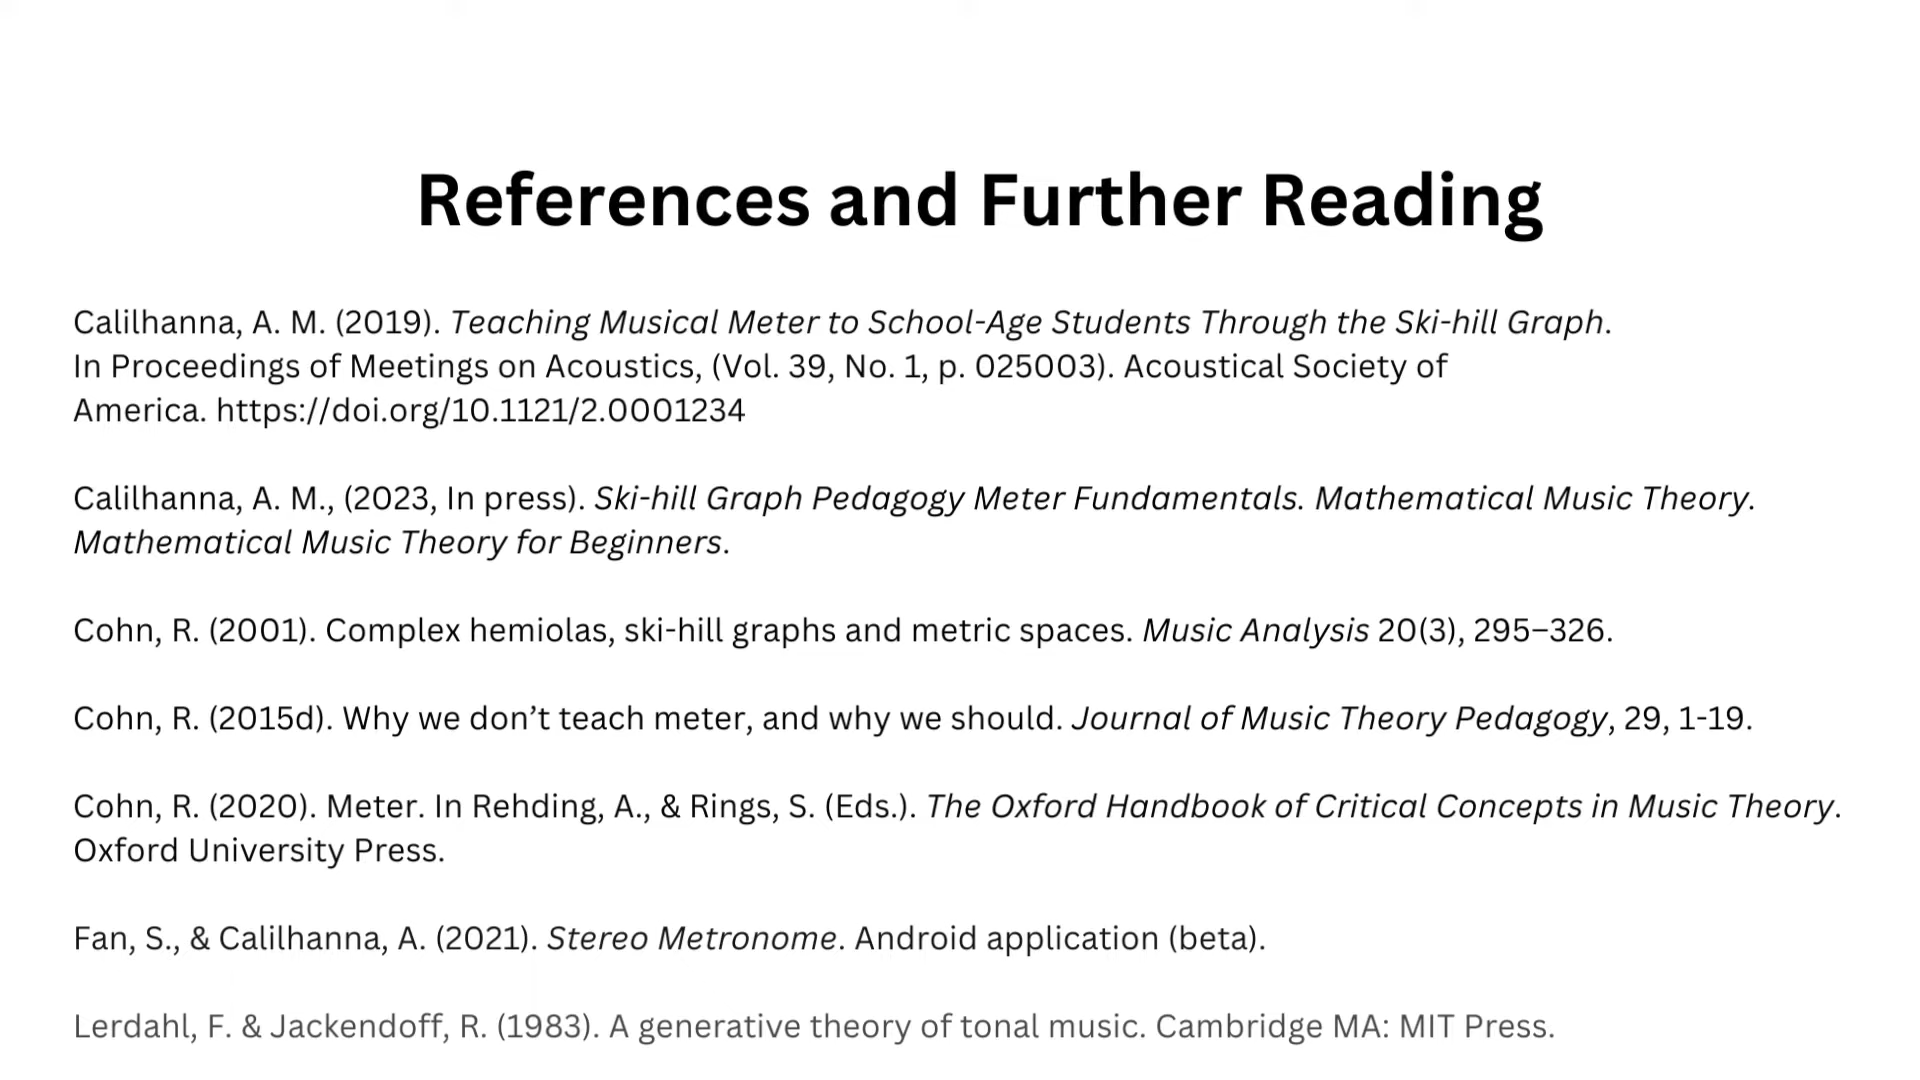 References and Further Reading
Calilhanna, A. M. (2019). Teaching Musical Meter to School-Age Students Through the Ski-hill Graph.
In Proceedings of Meetings on Acoustics, (Vol. 39, No. 1, p. 025003). Acoustical Society of
America. https://doi.org/10.1121/2.0001234
Calilhanna, A. M., (2023, In press). Ski-hill Graph Pedagogy Meter Fundamentals. Mathematical Music Theory.
Mathematical Music Theory for Beginners.
Cohn, R. (2001). Complex hemiolas, ski-hill graphs and metric spaces. Music Analysis 20(3), 295–326.
Cohn, R. (2015d). Why we don’t teach meter, and why we should. Journal of Music Theory Pedagogy, 29, 1-19.
Cohn, R. (2020). Meter. In Rehding, A., & Rings, S. (Eds.). The Oxford Handbook of Critical Concepts in Music Theory.
Oxford University Press.
Fan, S., & Calilhanna, A. (2021). Stereo Metronome. Android application (beta).
Lerdahl, F. & Jackendoff, R. (1983). A generative theory of tonal music. Cambridge MA: MIT Press.